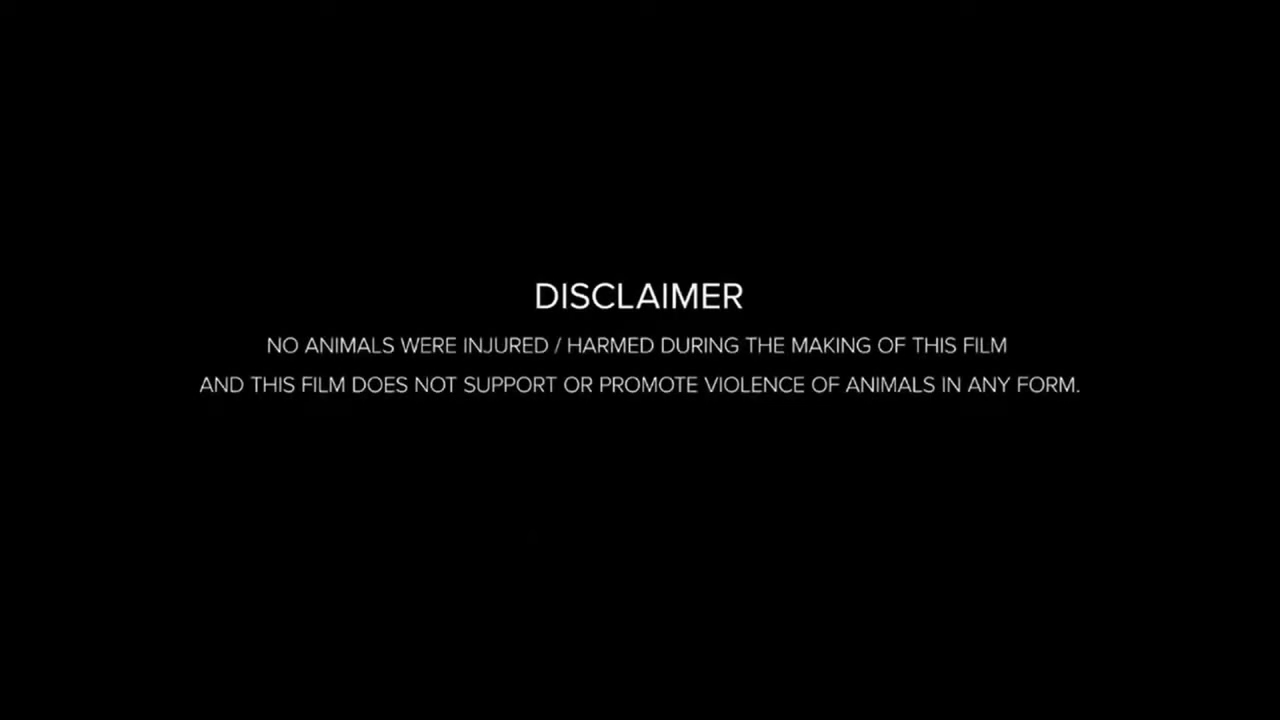 DISCLAIMER
NO ANIMALS WERE INJURED / HARMED DURING THE MAKING OF THIS FILM
AND THIS FILM DOES NOT SUPPORT OR PROMOTE VIOLENCE OF ANIMALS IN ANY FORM.